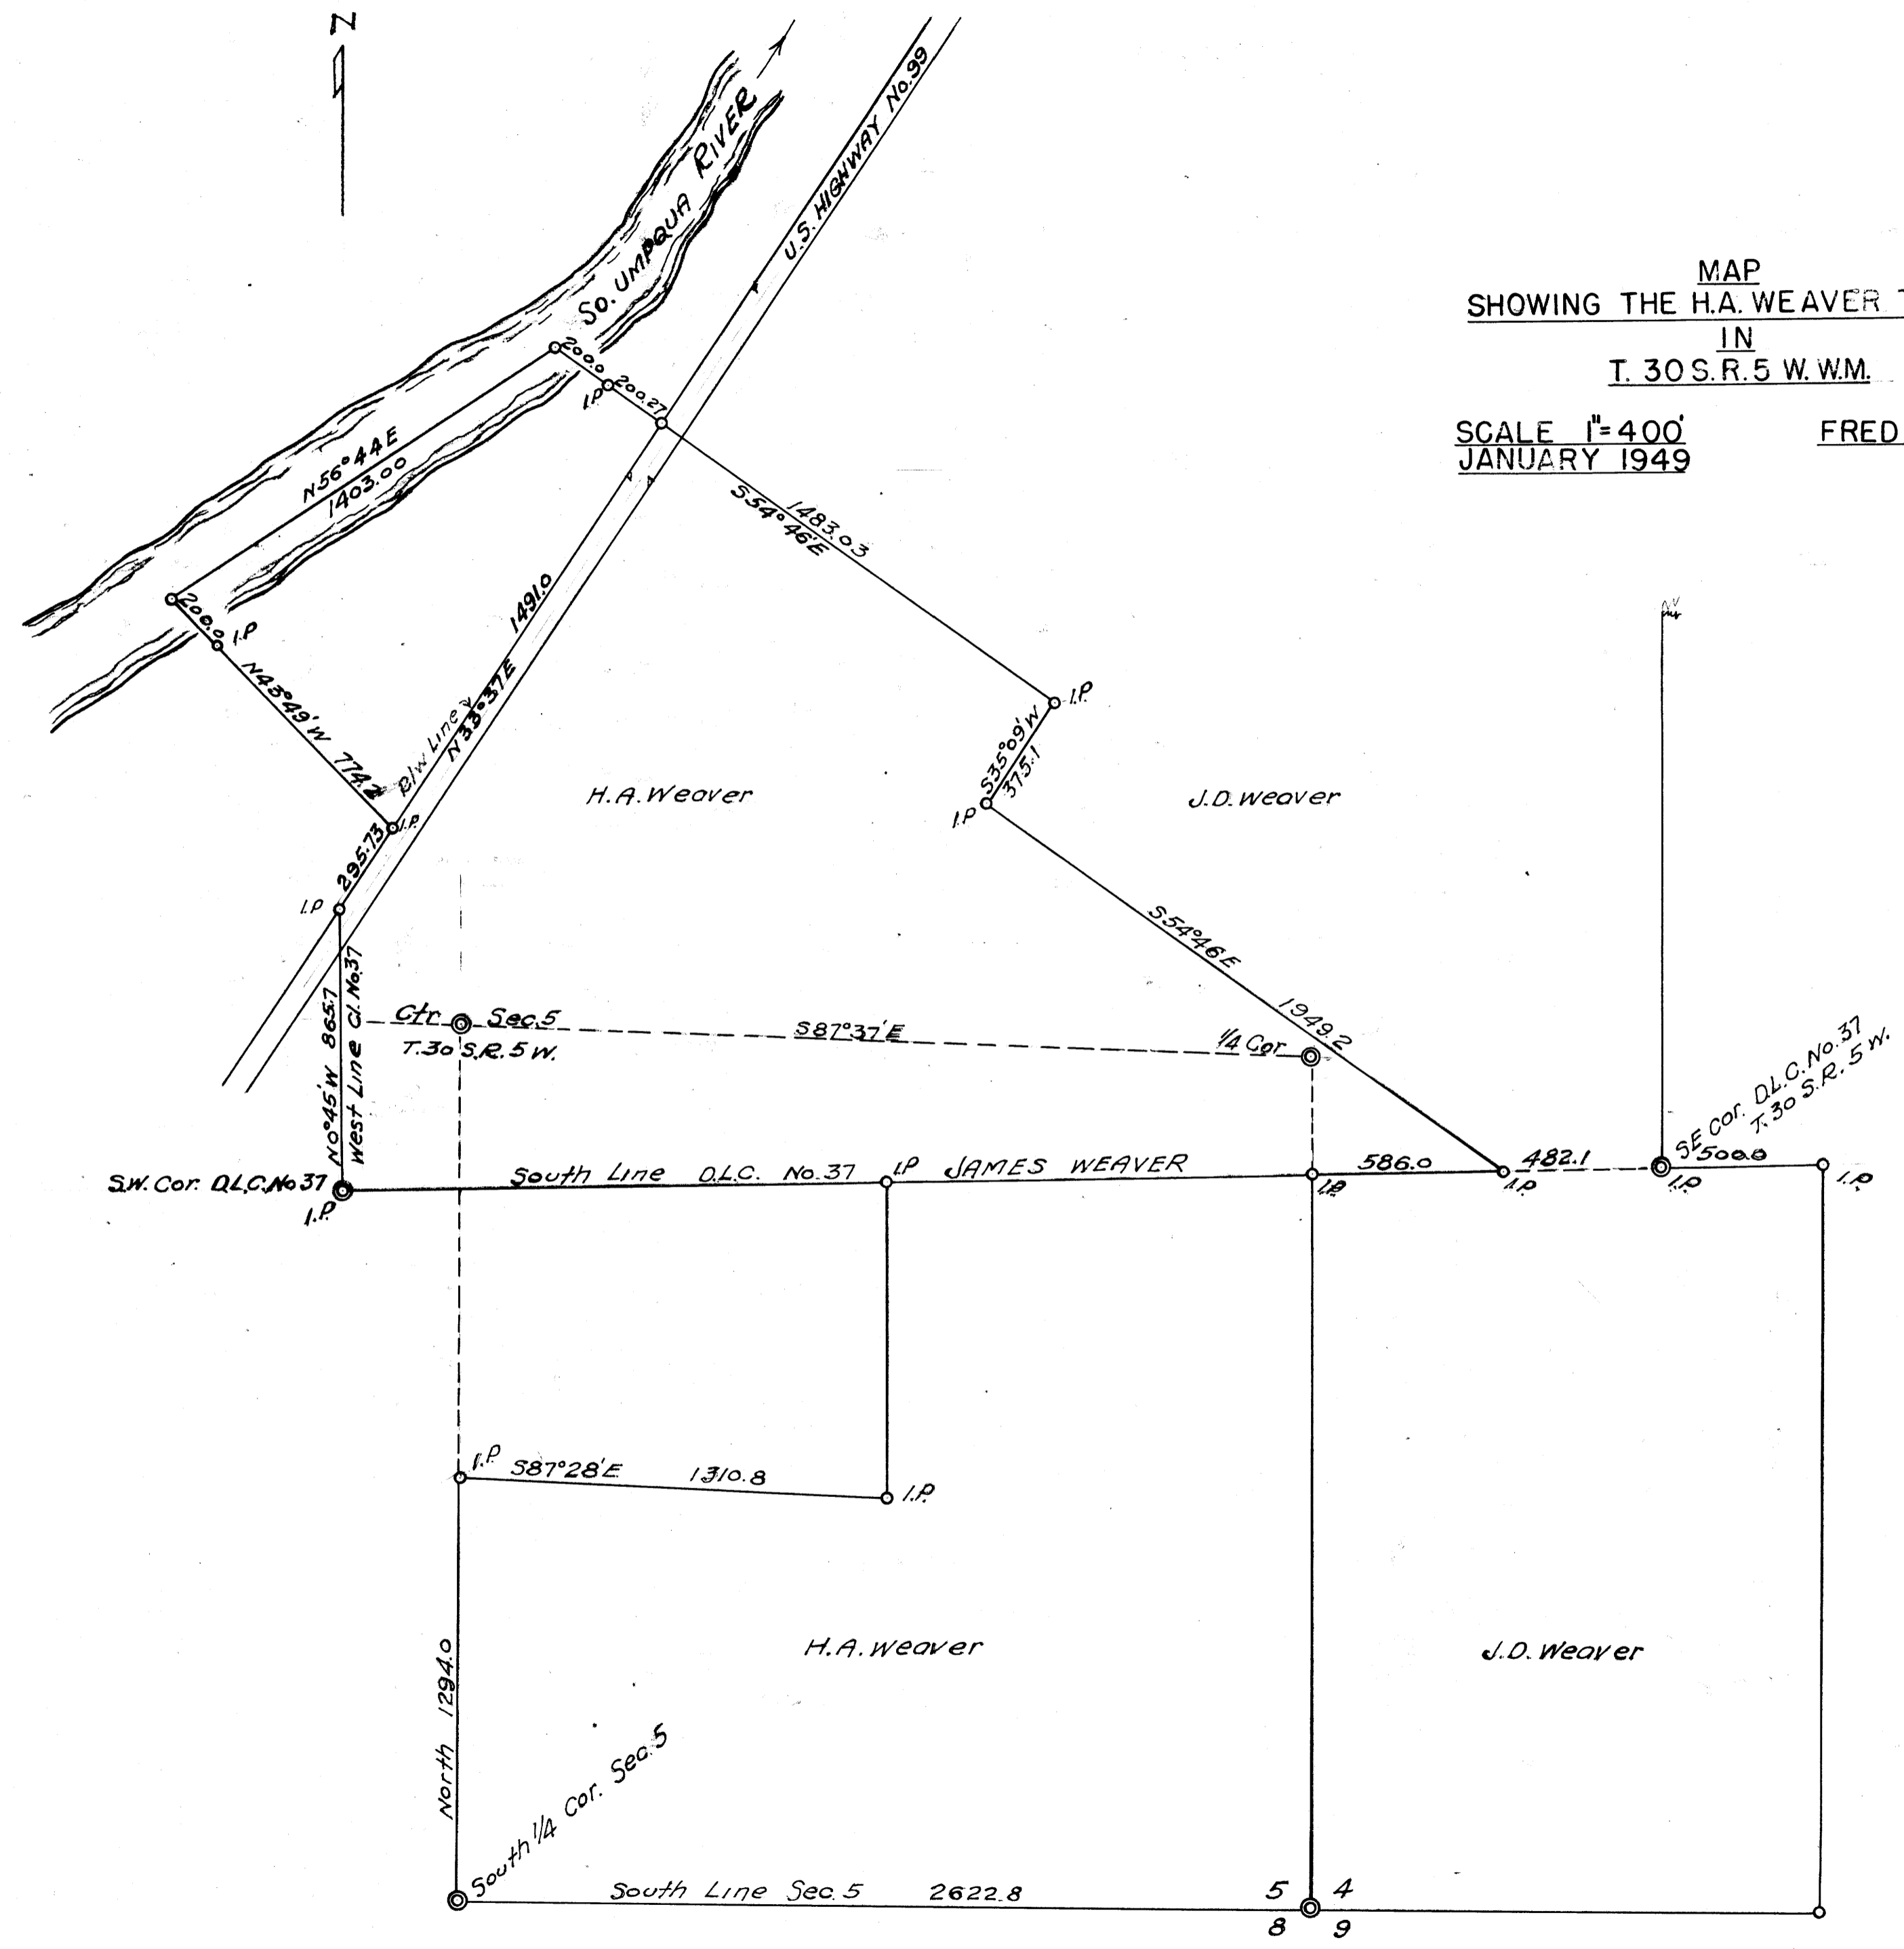 N
SO. UMPQUA RIVER
U.S. HIGHWAY No. 99
MAP
SHOWING THE H.A. WEAVER
IN
T. 30 S. R. 5 W. W.M.
SCALE 1"=400'
FRED
JANUARY 1949
200.0
I.P
200.27
N56°44E
1403.00
1483.03
S54°46'E
200.0
I.P
N43°49'W 774.2
1491.0
R/W Line
N33°37E
I.P.
S35°09'W
375.1
I.P
H.A. Weaver
J.D. Weaver
I.P.
295.73
I.P
N0°45'W 865.7
West Line Cl. No.37
Ctr Sec. 5
T.30 S.R. 5 W.
S87°37'E
1/4 Cor
S54°46E
1949.2
SE Cor. D.L.C. No. 37
T. 30 S.R. 5 W.
S.W. Cor. D.L.C. No 37
I.P.
South Line D.L.C. No. 37
I.P
JAMES WEAVER
I.P.
586.0
I.P.
482.1
I.P.
500.0
I.P.
I.P
S87°28'E 1310.8
I.P.
North 1294.0
H.A. Weaver
J.D. Weaver
South 1/4 Cor. Sec. 5
South Line Sec. 5 2622.8
5 4
8 9